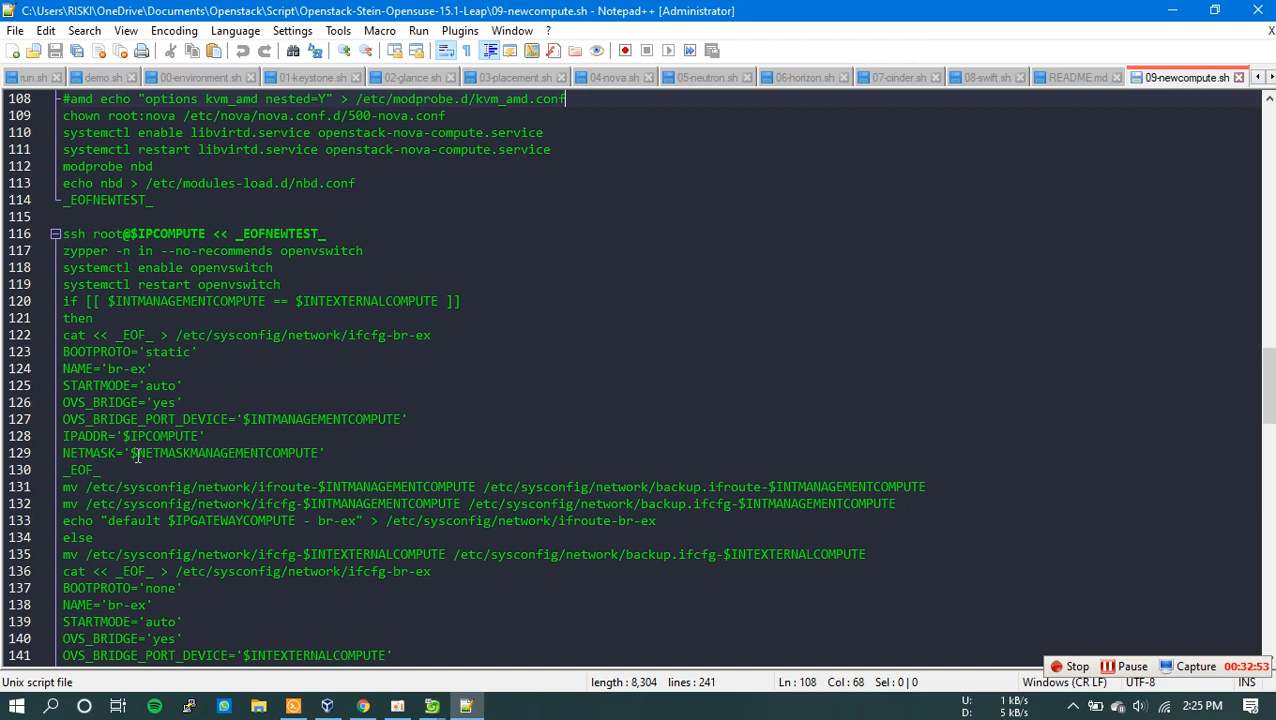 C:\Users\RISKI\OneDrive\Documents\Openstack\Script\Openstack-Stein-Opensuse-15.1-Leap\09-newcompute.sh - Notepad++ [Administrator]
File Edit Search View Encoding Language Settings Tools Macro Run Plugins Window ?
X
run.sh demo.sh 00-environment.sh 01-keystone.sh 02-glance.sh 03-placement.sh 04-nova.sh 05-neutron.sh 06-horizon.sh 07-cinder.sh 08-swift.sh README.md 09-newcompute.sh
108 #amd echo "options kvm_amd nested=Y" > /etc/modprobe.d/kvm_amd.conf
109 chown root:nova /etc/nova/nova.conf.d/500-nova.conf
110 systemctl enable libvirtd.service openstack-nova-compute.service
111 systemctl restart libvirtd.service openstack-nova-compute.service
112 modprobe nbd
113 echo nbd > /etc/modules-load.d/nbd.conf
114 _EOFNEWTEST_
115
116 ssh root@$IPCOMPUTE << _EOFNEWTEST_
117 zypper -n in --no-recommends openvswitch
118 systemctl enable openvswitch
119 systemctl restart openvswitch
120 if [[ $INTMANAGEMENTCOMPUTE == $INTEXTERNALCOMPUTE ]]
121 then
122 cat << _EOF_ > /etc/sysconfig/network/ifcfg-br-ex
123 BOOTPROTO='static'
124 NAME='br-ex'
125 STARTMODE='auto'
126 OVS_BRIDGE='yes'
127 OVS_BRIDGE_PORT_DEVICE='$INTMANAGEMENTCOMPUTE'
128 IPADDR='$IPCOMPUTE'
129 NETMASK='$NETMASKMANAGEMENTCOMPUTE'
130 _EOF_
131 mv /etc/sysconfig/network/ifroute-$INTMANAGEMENTCOMPUTE /etc/sysconfig/network/backup.ifroute-$INTMANAGEMENTCOMPUTE
132 mv /etc/sysconfig/network/ifcfg-$INTMANAGEMENTCOMPUTE /etc/sysconfig/network/backup.ifcfg-$INTMANAGEMENTCOMPUTE
133 echo "default $IPGATEWAYCOMPUTE - br-ex" > /etc/sysconfig/network/ifroute-br-ex
134 else
135 mv /etc/sysconfig/network/ifcfg-$INTEXTERNALCOMPUTE /etc/sysconfig/network/backup.ifcfg-$INTEXTERNALCOMPUTE
136 cat << _EOF_ > /etc/sysconfig/network/ifcfg-br-ex
137 BOOTPROTO='none'
138 NAME='br-ex'
139 STARTMODE='auto'
140 OVS_BRIDGE='yes'
141 OVS_BRIDGE_PORT_DEVICE='$INTEXTERNALCOMPUTE'
Stop Pause Capture 00:32:53
Unix script file length : 8,304 lines : 241 Ln : 108 Col : 68 Sel : 0 | 0 Windows (CR LF) UTF-8 INS
U: 1 kB/s
D: 5 kB/s
2:25 PM